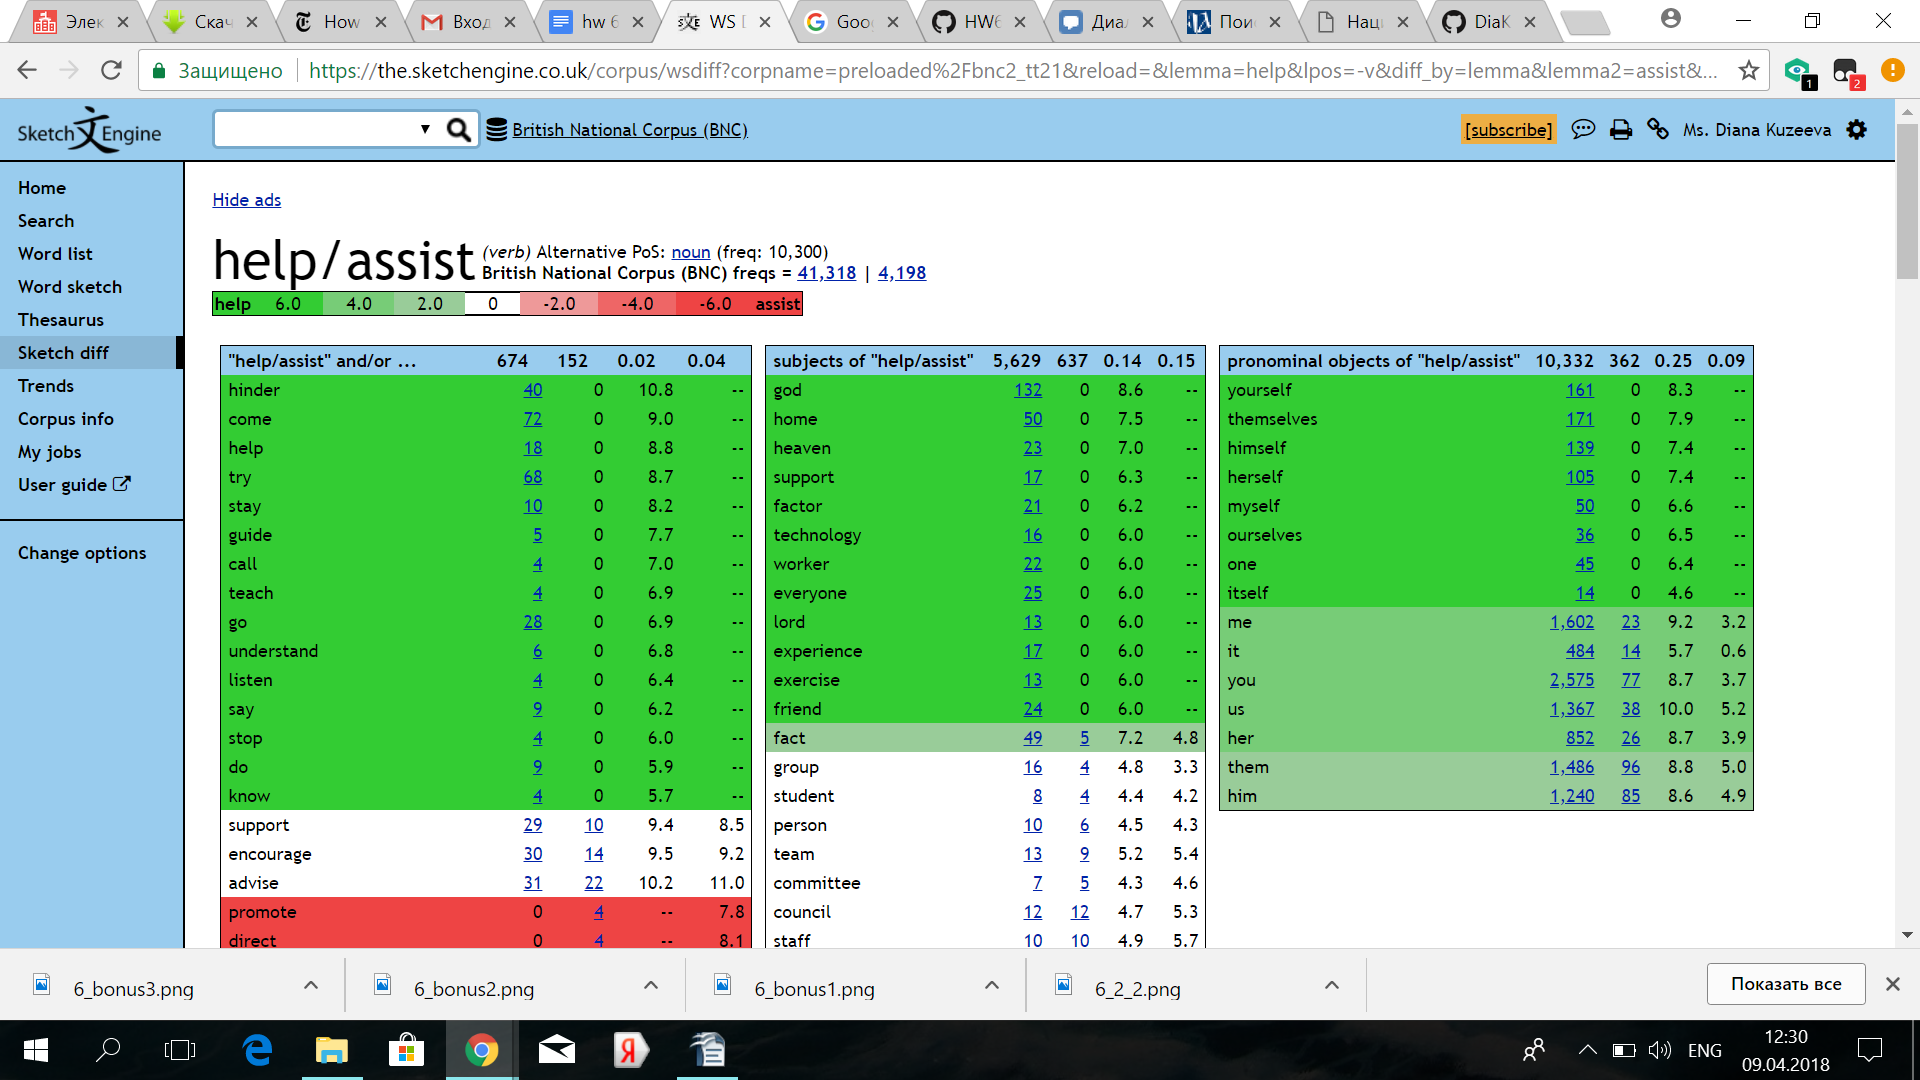 Элек
Скач
How
Вход
hw 6
WS D
Goo
HW6
Диал
Пои
Наци
DiaK
Защищено
https://the.sketchengine.co.uk/corpus/wsdiff?corpname=preloaded%2Fbnc2_tt21&reload=&lemma=help&lpos=-v&diff_by=lemma&lemma2=assist&...
1
2
Sketch Engine
British National Corpus (BNC)
[subscribe]
Ms. Diana Kuzeeva
Home
Search
Word list
Word sketch
Thesaurus
Sketch diff
Trends
Corpus info
My jobs
User guide
Change options
Hide ads
help/assist (verb) Alternative PoS: noun (freq: 10,300)
British National Corpus (BNC) freqs = 41,318 | 4,198
help 6.0 4.0 2.0 0 -2.0 -4.0 -6.0 assist
"help/assist" and/or ... 674 152 0.02 0.04
hinder 40 0 10.8 --
come 72 0 9.0 --
help 18 0 8.8 --
try 68 0 8.7 --
stay 10 0 8.2 --
guide 5 0 7.7 --
call 4 0 7.0 --
teach 4 0 6.9 --
go 28 0 6.9 --
understand 6 0 6.8 --
listen 4 0 6.4 --
say 9 0 6.2 --
stop 4 0 6.0 --
do 9 0 5.9 --
know 4 0 5.7 --
support 29 10 9.4 8.5
encourage 30 14 9.5 9.2
advise 31 22 10.2 11.0
promote 0 4 -- 7.8
direct 0 4 -- 8.1
subjects of "help/assist" 5,629 637 0.14 0.15
god 132 0 8.6 --
home 50 0 7.5 --
heaven 23 0 7.0 --
support 17 0 6.3 --
factor 21 0 6.2 --
technology 16 0 6.0 --
worker 22 0 6.0 --
everyone 25 0 6.0 --
lord 13 0 6.0 --
experience 17 0 6.0 --
exercise 13 0 6.0 --
friend 24 0 6.0 --
fact 49 5 7.2 4.8
group 16 4 4.8 3.3
student 8 4 4.4 4.2
person 10 6 4.5 4.3
team 13 9 5.2 5.4
committee 7 5 4.3 4.6
council 12 12 4.7 5.3
staff 10 10 4.9 5.7
pronominal objects of "help/assist" 10,332 362 0.25 0.09
yourself 161 0 8.3 --
themselves 171 0 7.9 --
himself 139 0 7.4 --
herself 105 0 7.4 --
myself 50 0 6.6 --
ourselves 36 0 6.5 --
one 45 0 6.4 --
itself 14 0 4.6 --
me 1,602 23 9.2 3.2
it 484 14 5.7 0.6
you 2,575 77 8.7 3.7
us 1,367 38 10.0 5.2
her 852 26 8.7 3.9
them 1,486 96 8.8 5.0
him 1,240 85 8.6 4.9
6_bonus3.png
6_bonus2.png
6_bonus1.png
6_2_2.png
Показать все
ENG
12:30
09.04.2018